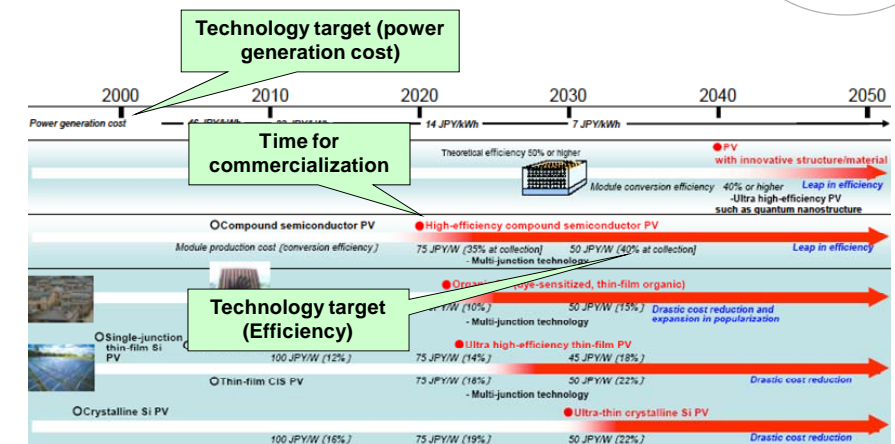 Technology target (power
generation cost)
2000
2010
2020
2030
2040
2050
Power generation cost
14 JPY/kWh
7 JPY/kWh
Time for
commercialization
Theoretical efficiency 50% or higher
PV
with innovative structure/material
Module conversion efficiency 40% or higher
Leap in efficiency
-Ultra high-efficiency PV
such as quantum nanostructure
Compound semiconductor PV
High-efficiency compound semiconductor PV
Module production cost [conversion efficiency]
75 JPY/W (35% at collection]
50 JPY/W (40% at collection]
Leap in efficiency
- Multi-junction technology
(dye-sensitized, thin-film organic)
Technology target
(Efficiency)
(10%]
50 JPY/W (15%]
Drastic cost reduction and
expansion in popularization
- Multi-junction technology
Single-junction
thin-film Si
PV
Ultra high-efficiency thin-film PV
100 JPY/W (12%]
75 JPY/W (14%]
45 JPY/W (18%]
Thin-film CIS PV
75 JPY/W (18%]
50 JPY/W (22%]
Drastic cost reduction
- Multi-junction technology
Crystalline Si PV
Ultra-thin crystalline Si PV
100 JPY/W (16%]
75 JPY/W (19%]
50 JPY/W (22%]
Drastic cost reduction